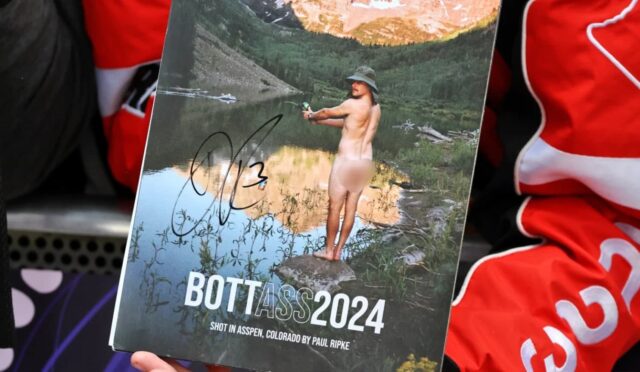 BOTTASS2024
SHOT IN ASSPEN, COLORADO BY PAUL RIPKE